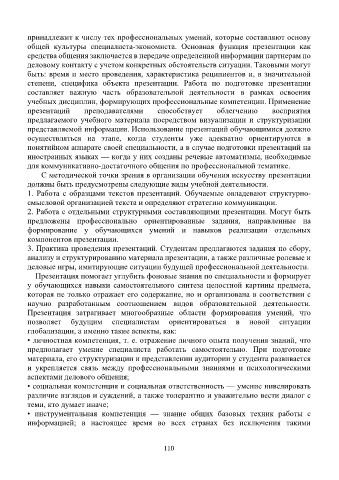 принадлежит к числу тех профессиональных умений, которые составляют основу
общей культуры специалиста-экономиста. Основная функция презентации как
средства общения заключается в передаче определенной информации партнерам по
деловому контакту с учетом конкретных обстоятельств ситуации. Таковыми могут
быть: время и место проведения, характеристика реципиентов и, в значительной
степени, специфика объекта презентации. Работа по подготовке презентации
составляет важную часть образовательной деятельности в рамках освоения
учебных дисциплин, формирующих профессиональные компетенции. Применение
презентаций преподавателями способствует облегчению восприятия
предлагаемого учебного материала посредством визуализации и структуризации
представляемой информации. Использование презентаций обучающимися должно
осуществляться на этапе, когда студенты уже адекватно ориентируются в
понятийном аппарате своей специальности, а в случае подготовки презентаций на
иностранных языках — когда у них созданы речевые автоматизмы, необходимые
для коммуникативно-достаточного общения по профессиональной тематике.
С методической точки зрения в организации обучения искусству презентации
должны быть предусмотрены следующие виды учебной деятельности.
1. Работа с образцами текстов презентаций. Обучаемые овладевают структурно-
смысловой организацией текста и определяют стратегию коммуникации.
2. Работа с отдельными структурными составляющими презентации. Могут быть
предложены профессионально ориентированные задания, направленные на
формирование у обучающихся умений и навыков реализации отдельных
компонентов презентации.
3. Практика проведения презентаций. Студентам предлагаются задания по сбору,
анализу и структурированию материала презентации, а также различные ролевые и
деловые игры, имитирующие ситуации будущей профессиональной деятельности.
Презентация помогает углубить фоновые знания по специальности и формирует
у обучающихся навыки самостоятельного синтеза целостной картины предмета,
которая не только отражает его содержание, но и организована в соответствии с
научно разработанным соотношением видов образовательной деятельности.
Презентация затрагивает многообразные области формирования умений, что
позволяет будущим специалистам ориентироваться в новой ситуации
глобализации, а именно такие аспекты, как:
• личностная компетенция, т. е. отражение личного опыта получения знаний, что
предполагает умение специалиста работать самостоятельно. При подготовке
материала, его структуризации и представлении аудитории у студента развивается
и укрепляется связь между профессиональными знаниями и психологическими
аспектами делового общения;
• социальная компетенция и социальная ответственность — умение нивелировать
различие взглядов и суждений, а также толерантно и уважительно вести диалог с
теми, кто думает иначе;
• инструментальная компетенция — знание общих базовых техник работы с
информацией; в настоящее время во всех странах без исключения такими
110